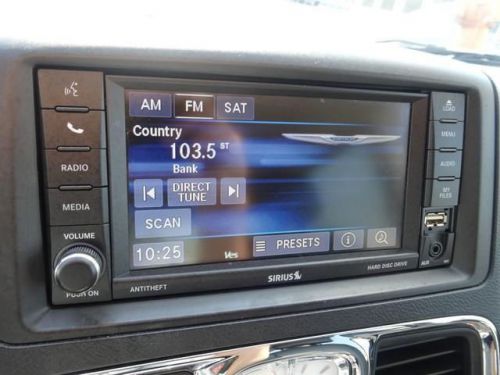 AM FM SAT
LOAD
Country
103.5 ST
Bank
MENU
RADIO
DIRECT TUNE
AUDIO
MEDIA
MY FILES
SCAN
VOLUME
10:25
PRESETS
PUSH ON
ANTITHEFT
SIRIUS
HARD DISC DRIVE
AUX